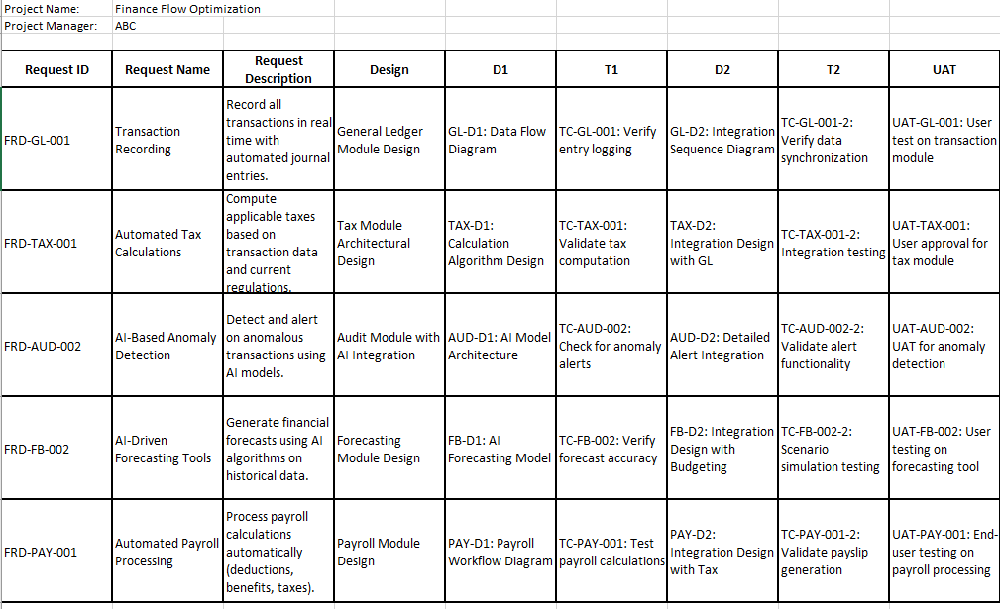 Project Name: Finance Flow Optimization
Project Manager: ABC
Request ID
Request Name
Request
Description
Design
D1
T1
D2
T2
UAT
FRD-GL-001
Transaction
Recording
Record all
transactions in real
time with
automated journal
entries.
General Ledger
Module Design
GL-D1: Data Flow
Diagram
TC-GL-001: Verify
entry logging
GL-D2: Integration
Sequence Diagram
TC-GL-001-2:
Verify data
synchronization
UAT-GL-001: User
test on transaction
module
FRD-TAX-001
Automated Tax
Calculations
Compute
applicable taxes
based on
transaction data
and current
regulations.
Tax Module
Architectural
Design
TAX-D1:
Calculation
Algorithm Design
TC-TAX-001:
Validate tax
computation
TAX-D2:
Integration Design
with GL
TC-TAX-001-2:
Integration testing
UAT-TAX-001:
User approval for
tax module
FRD-AUD-002
AI-Based Anomaly
Detection
Detect and alert
on anomalous
transactions using
AI models.
Audit Module with
AI Integration
AUD-D1: AI Model
Architecture
TC-AUD-002:
Check for anomaly
alerts
AUD-D2: Detailed
Alert Integration
TC-AUD-002-2:
Validate alert
functionality
UAT-AUD-002:
UAT for anomaly
detection
FRD-FB-002
AI-Driven
Forecasting Tools
Generate financial
forecasts using AI
algorithms on
historical data.
Forecasting
Module Design
FB-D1: AI
Forecasting Model
TC-FB-002: Verify
forecast accuracy
FB-D2: Integration
Design with
Budgeting
TC-FB-002-2:
Scenario
simulation testing
UAT-FB-002: User
testing on
forecasting tool
FRD-PAY-001
Automated Payroll
Processing
Process payroll
calculations
automatically
(deductions,
benefits, taxes).
Payroll Module
Design
PAY-D1: Payroll
Workflow Diagram
TC-PAY-001: Test
payroll calculations
PAY-D2:
Integration Design
with Tax
TC-PAY-001-2:
Validate payslip
generation
UAT-PAY-001: End-
user testing on
payroll processing